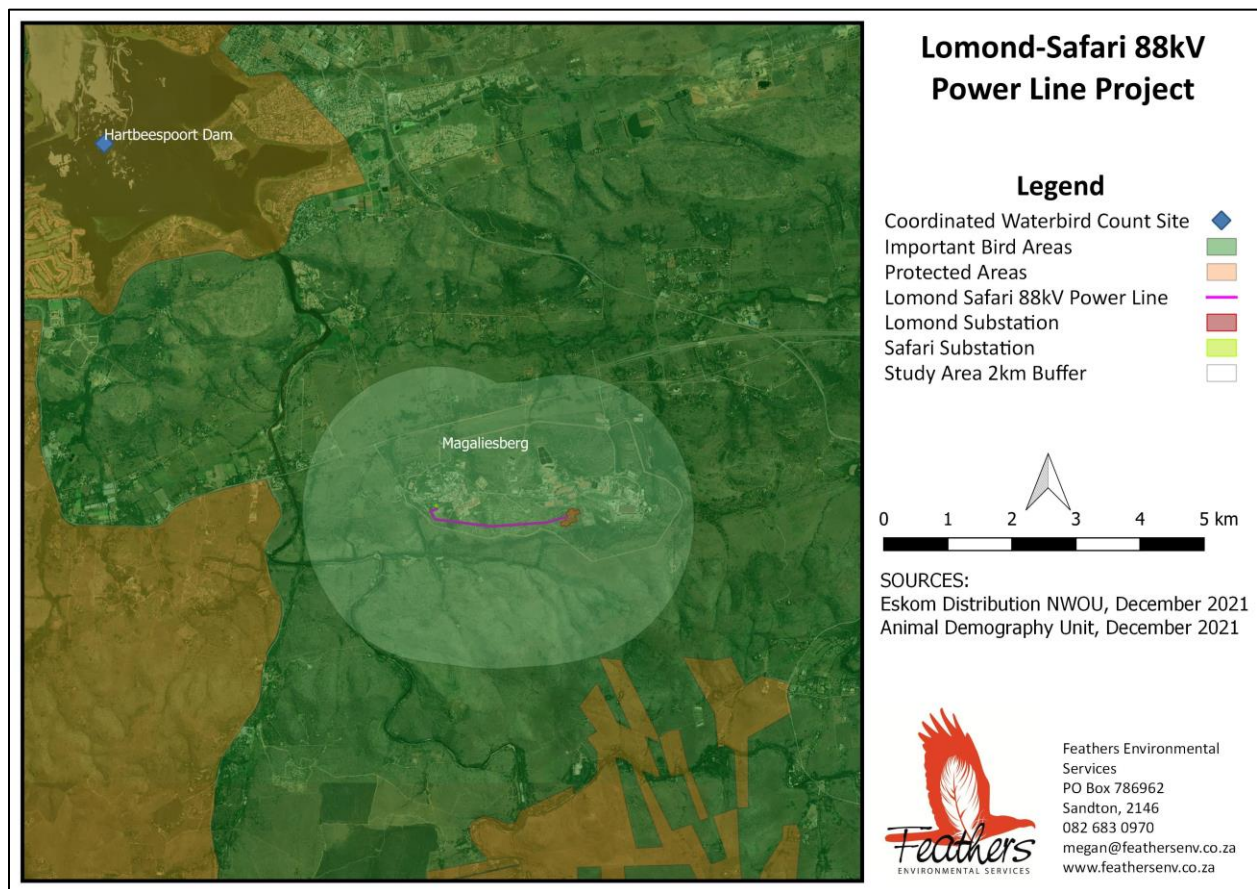 Lomond-Safari 88kV
Power Line Project
Hartbeespoort Dam
Magaliesberg
Legend
Coordinated Waterbird Count Site
Important Bird Areas
Protected Areas
Lomond Safari 88kV Power Line
Lomond Substation
Safari Substation
Study Area 2km Buffer
0 1 2 3 4 5 km
SOURCES:
Eskom Distribution NWOU, December 2021
Animal Demography Unit, December 2021
Feathers
ENVIRONMENTAL SERVICES
Feathers Environmental
Services
PO Box 786962
Sandton, 2146
082 683 0970
megan@feathersenv.co.za
www.feathersenv.co.za